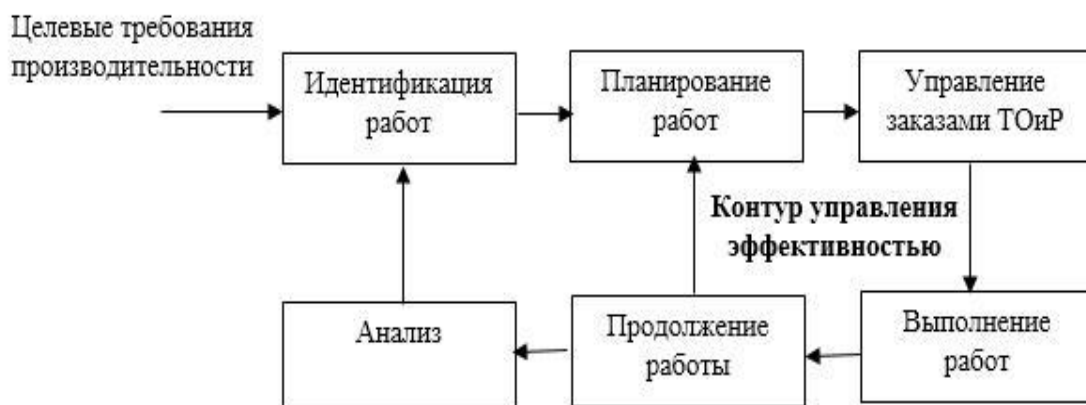 Целевые требования
производительности
Идентификация
работ
Планирование
работ
Управление
заказами ТОиР
Контур управления
эффективностью
Анализ
Продолжение
работы
Выполнение
работ